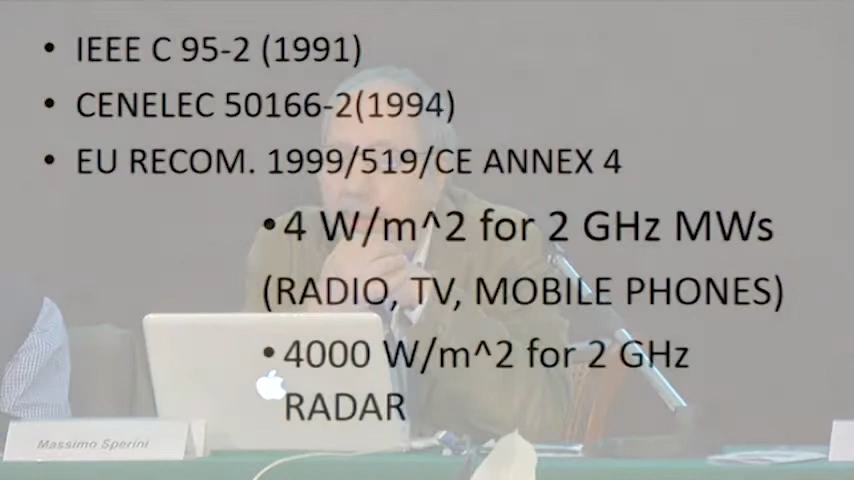 • IEEE C 95-2 (1991)
• CENELEC 50166-2(1994)
• EU RECOM. 1999/519/CE ANNEX 4
• 4 W/m^2 for 2 GHz MWs
(RADIO, TV, MOBILE PHONES)
• 4000 W/m^2 for 2 GHz
RADAR
Massimo Sperini